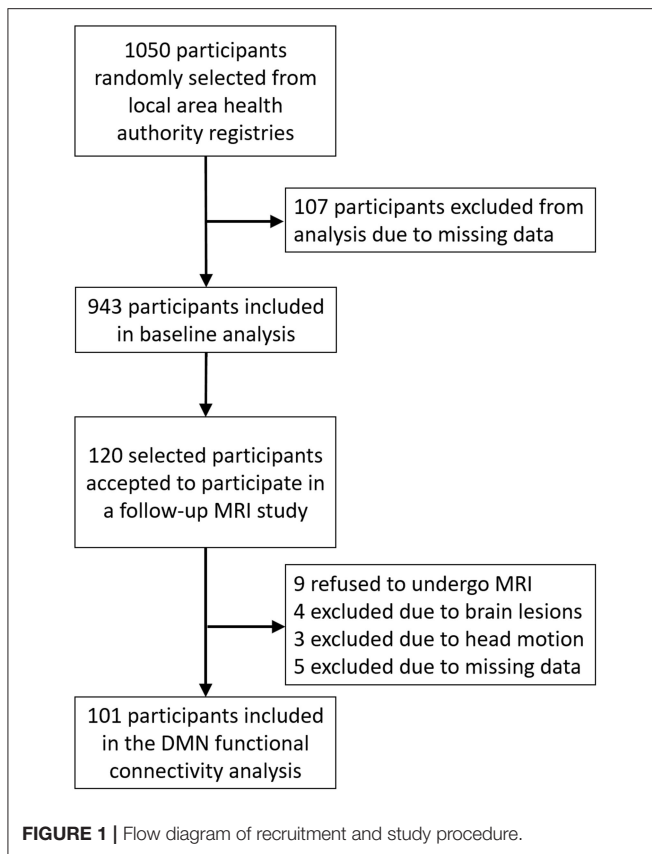 1050 participants
randomly selected from
local area health
authority registries
107 participants excluded from
analysis due to missing data
943 participants included
in baseline analysis
120 selected participants
accepted to participate in
a follow-up MRI study
9 refused to undergo MRI
4 excluded due to brain lesions
3 excluded due to head motion
5 excluded due to missing data
101 participants included
in the DMN functional
connectivity analysis
FIGURE 1 | Flow diagram of recruitment and study procedure.